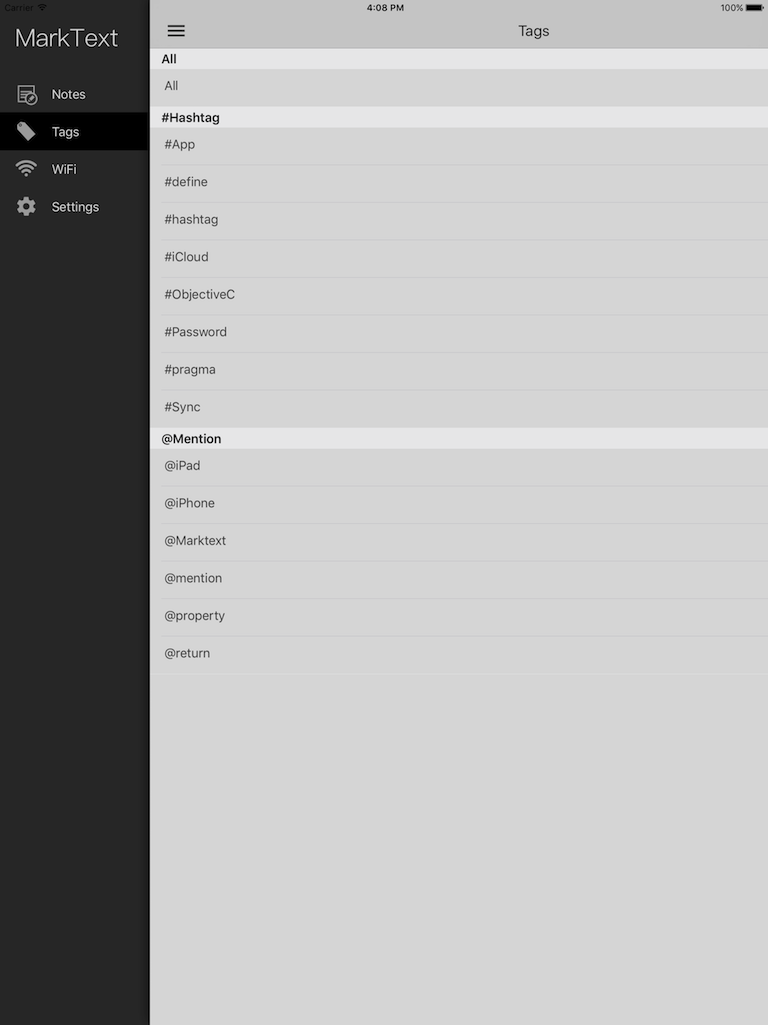 Carrier
4:08 PM
100%
MarkText
Notes
Tags
WiFi
Settings
Tags
All
All
#Hashtag
#App
#define
#hashtag
#iCloud
#ObjectiveC
#Password
#pragma
#Sync
@Mention
@iPad
@iPhone
@Marktext
@mention
@property
@return